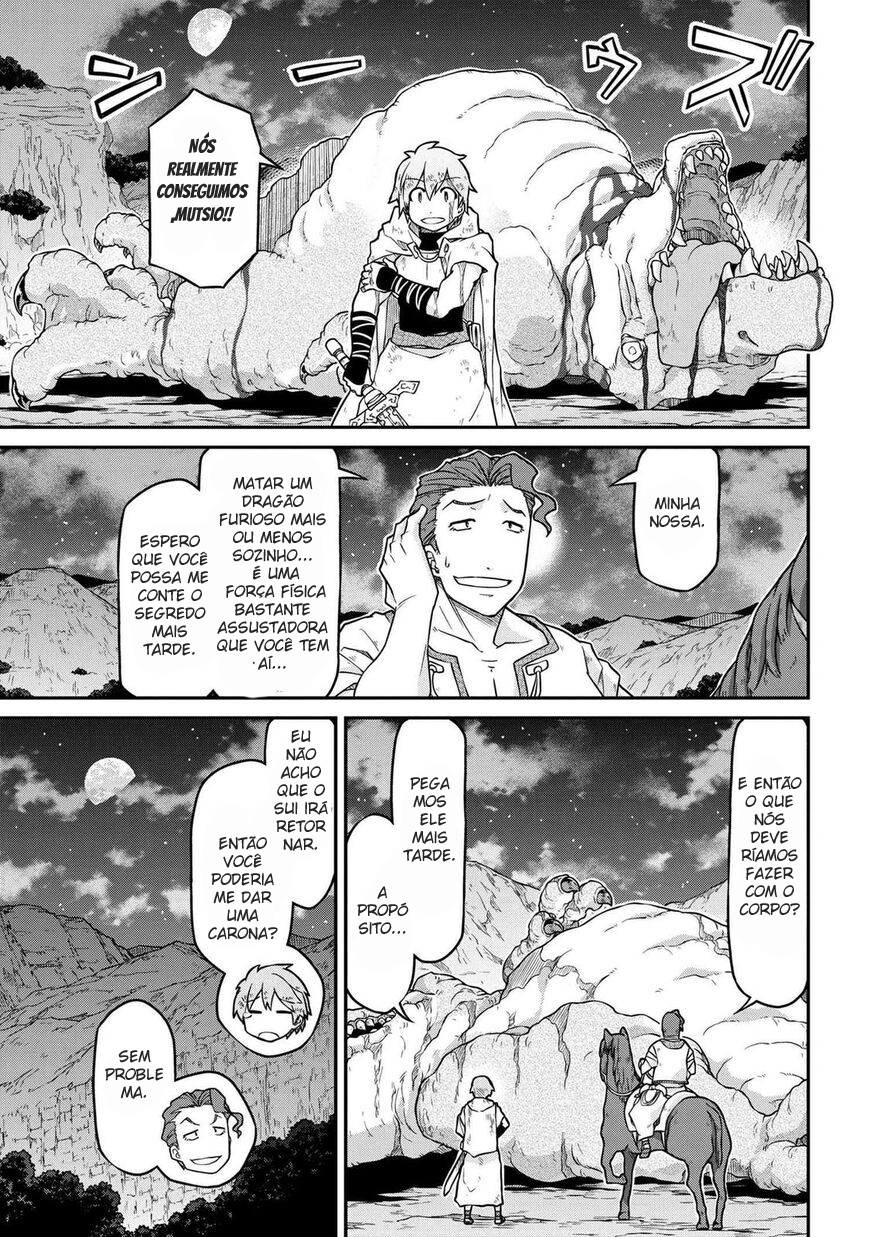 ズゥーン
NÓS
REALMENTE
CONSEGUIMOS
,MUTSIO!!
MINHA
NOSSA.
MATAR UM
DRAGÃO
FURIOSO MAIS
OU MENOS
SOZINHO...
É UMA
FORÇA FÍSICA
BASTANTE
ASSUSTADORA
QUE VOCÊ TEM
AÍ...
ESPERO
QUE VOCÊ
POSSA ME
CONTE O
SEGREDO
MAIS
TARDE.
E ENTÃO
O QUE
NÓS
DEVE
RÍAMOS
FAZER
COM O
CORPO?
PEGA
MOS
ELE
MAIS
TARDE.
A
PROPÓ
SITO...
EU
NÃO
ACHO
QUE O
SUI IRÁ
RETOR
NAR.
ENTÃO
VOCÊ
PODERIA
ME DAR
UMA
CARONA?
SEM
PROBLE
MA.